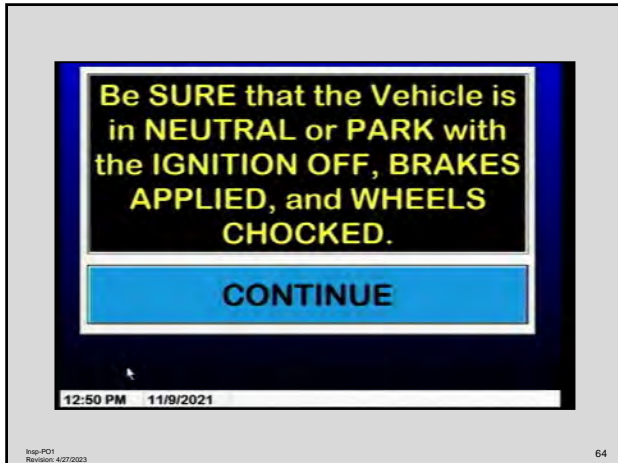 Be SURE that the Vehicle is
in NEUTRAL or PARK with
the IGNITION OFF, BRAKES
APPLIED, and WHEELS
CHOCKED.
CONTINUE
12:50 PM 11/9/2021
Insp-PO1
Revision: 4/27/2023
64